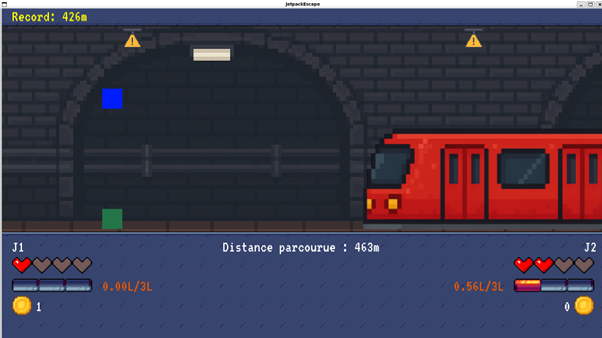 jetpackEscape
Record: 426m
J1
Distance parcourue : 463m
J2
0.00L/3L
0.56L/3L
1
0